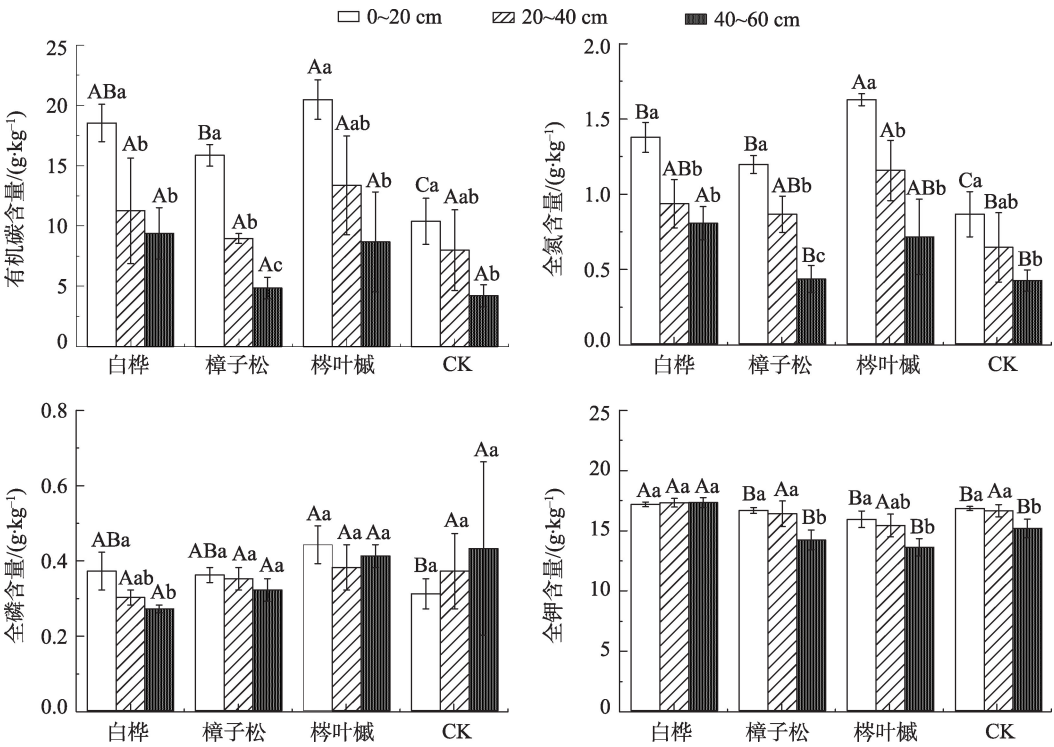 0~20 cm 20~40 cm 40~60 cm
有机碳含量/(g·kg⁻¹)
25
20
15
10
5
0
ABa Ab Ab
Ba Ab Ac
Aa Aab Ab
Ca Aab Ab
白桦 樟子松 梣叶槭 CK
全氮含量/(g·kg⁻¹)
2.0
1.5
1.0
0.5
0.0
Ba ABb Ab
Ba ABb Bc
Aa Ab ABb
Ca Bab Bb
白桦 樟子松 梣叶槭 CK
全磷含量/(g·kg⁻¹)
0.8
0.6
0.4
0.2
0.0
ABa Aab Ab
ABa Aa Aa
Aa Aa Aa
Ba Aa Aa
白桦 樟子松 梣叶槭 CK
全钾含量/(g·kg⁻¹)
25
20
15
10
5
0
Aa Aa Aa
Ba Aa Bb
Ba Aab Bb
Ba Aa Bb
白桦 樟子松 梣叶槭 CK